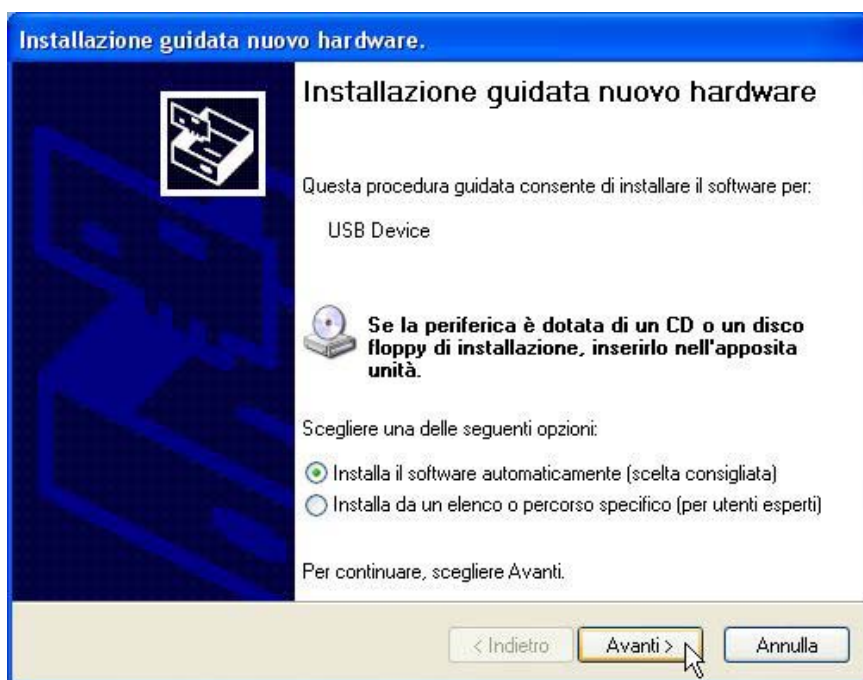 Installazione guidata nuovo hardware.
Installazione guidata nuovo hardware
Questa procedura guidata consente di installare il software per:
USB Device
Se la periferica è dotata di un CD o un disco
floppy di installazione, inserirlo nell'apposita
unità.
Scegliere una delle seguenti opzioni:
Installa il software automaticamente (scelta consigliata)
Installa da un elenco o percorso specifico (per utenti esperti)
Per continuare, scegliere Avanti.
< Indietro Avanti > Annulla